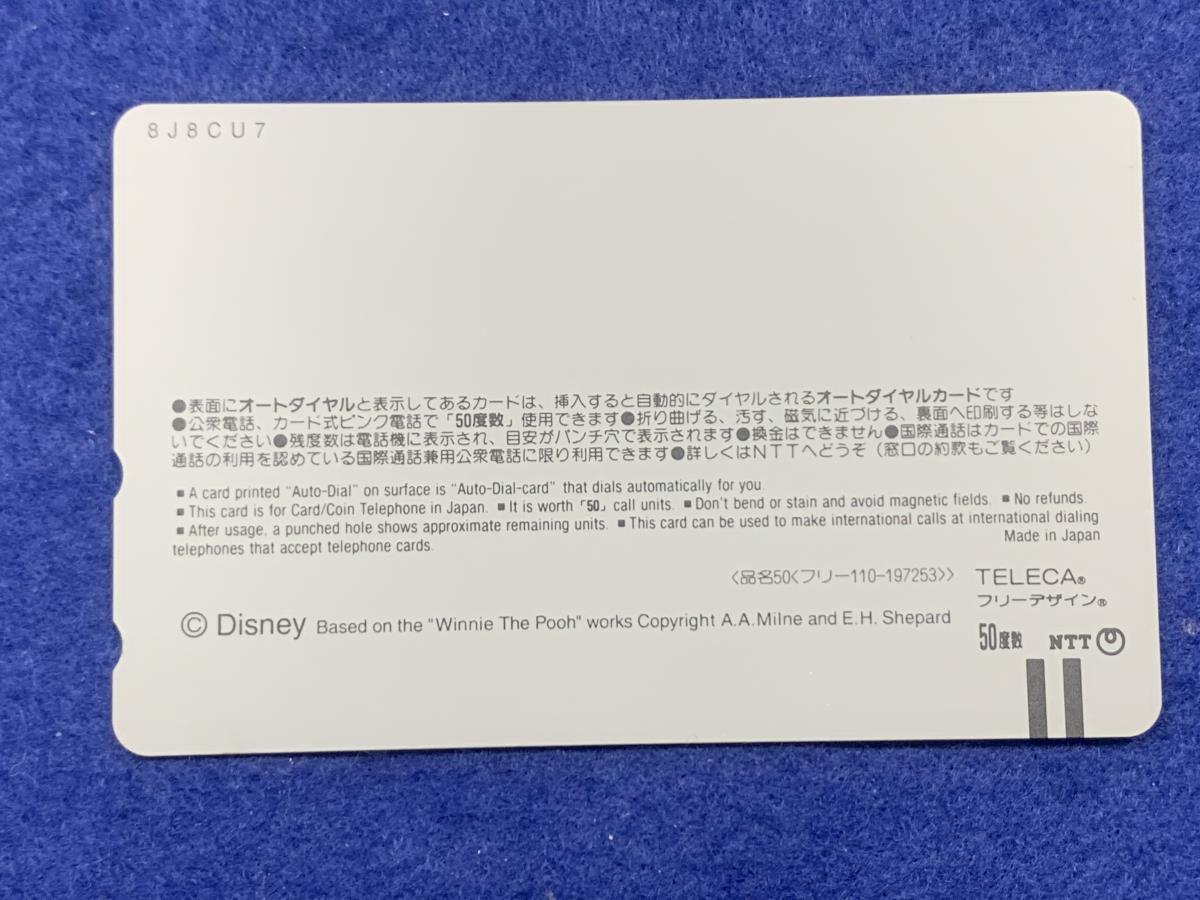 8J8CU7
●表面にオートダイヤルと表示してあるカードは、挿入すると自動的にダイヤルされるオートダイヤルカードです
●公衆電話、カード式ピンク電話で「50度数」使用できます●折り曲げる、汚す、磁気に近づける、裏面へ印刷する等はしな
いでください●残度数は電話機に表示され、目安がパンチ穴で表示されます●換金はできません●国際通話はカードでの国際
通話の利用を認めている国際通話兼用公衆電話に限り利用できます●詳しくはNTTへどうぞ（窓口の約款もご覧ください）
■ A card printed "Auto-Dial" on surface is "Auto-Dial-card" that dials automatically for you.
■ This card is for Card/Coin Telephone in Japan. ■ It is worth「50」call units. ■ Don't bend or stain and avoid magnetic fields. ■ No refunds.
■ After usage, a punched hole shows approximate remaining units. ■ This card can be used to make international calls at international dialing
telephones that accept telephone cards.
Made in Japan
〈品名50〈フリー110-197253〉〉
TELECA®
フリーデザイン®
© Disney Based on the "Winnie The Pooh" works Copyright A.A.Milne and E.H. Shepard
50度数 NTT